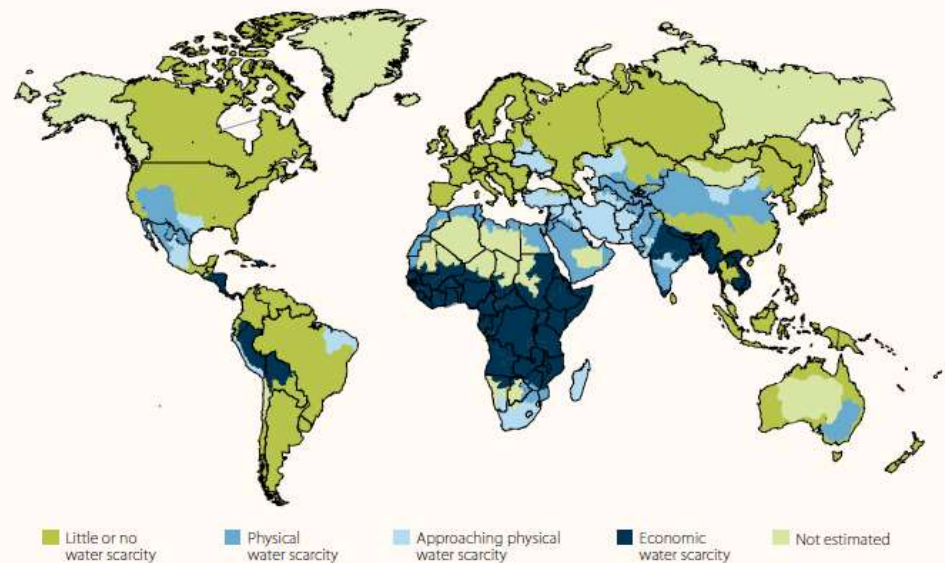 Little or no
water scarcity
Physical
water scarcity
Approaching physical
water scarcity
Economic
water scarcity
Not estimated